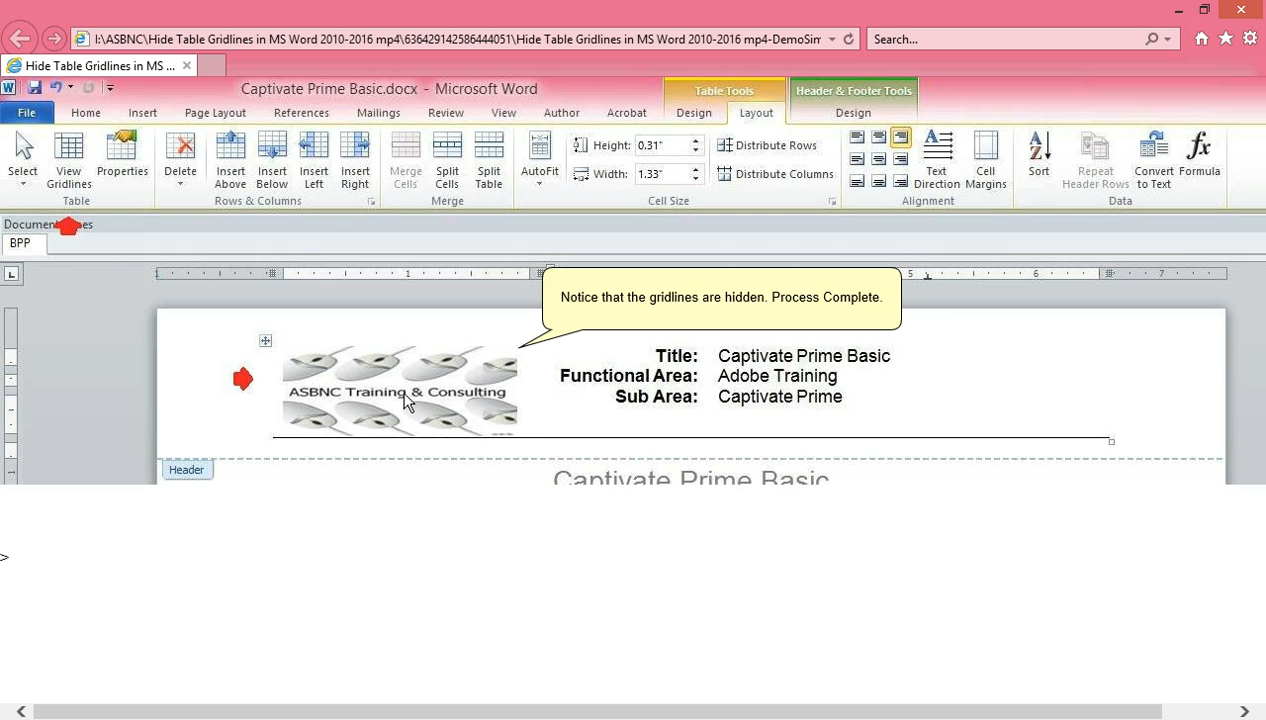 I:\ASBNC\Hide Table Gridlines in MS Word 2010-2016 mp4\636429142586444051\Hide Table Gridlines in MS Word 2010-2016 mp4-DemoSim
Search...
Hide Table Gridlines in MS ...
Captivate Prime Basic.docx - Microsoft Word
Table Tools
Header & Footer Tools
File Home Insert Page Layout References Mailings Review View Author Acrobat Design Layout Design
Select
View Gridlines
Properties
Table
Delete
Insert Above
Insert Below
Insert Left
Insert Right
Rows & Columns
Merge Cells
Split Cells
Split Table
Merge
AutoFit
Height: 0.31"
Width: 1.33"
Distribute Rows
Distribute Columns
Cell Size
Text Direction
Cell Margins
Alignment
Sort
Repeat Header Rows
Convert to Text
Formula
Data
BPP
1 1 5 6 7
Notice that the gridlines are hidden. Process Complete.
ASBNC Training & Consulting
Title: Captivate Prime Basic
Functional Area: Adobe Training
Sub Area: Captivate Prime
Header
Captivate Prime Basic
>